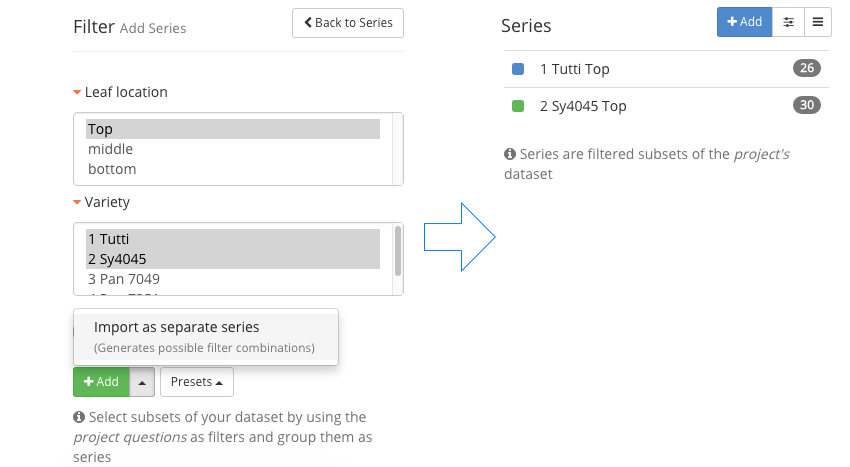 Filter Add Series
Back to Series
Leaf location
Top
middle
bottom
Variety
1 Tutti
2 Sy4045
3 Pan 7049
Import as separate series
(Generates possible filter combinations)
Add
Presets
Select subsets of your dataset by using the
project questions as filters and group them as
series
Series
Add
1 Tutti Top 26
2 Sy4045 Top 30
Series are filtered subsets of the project's
dataset